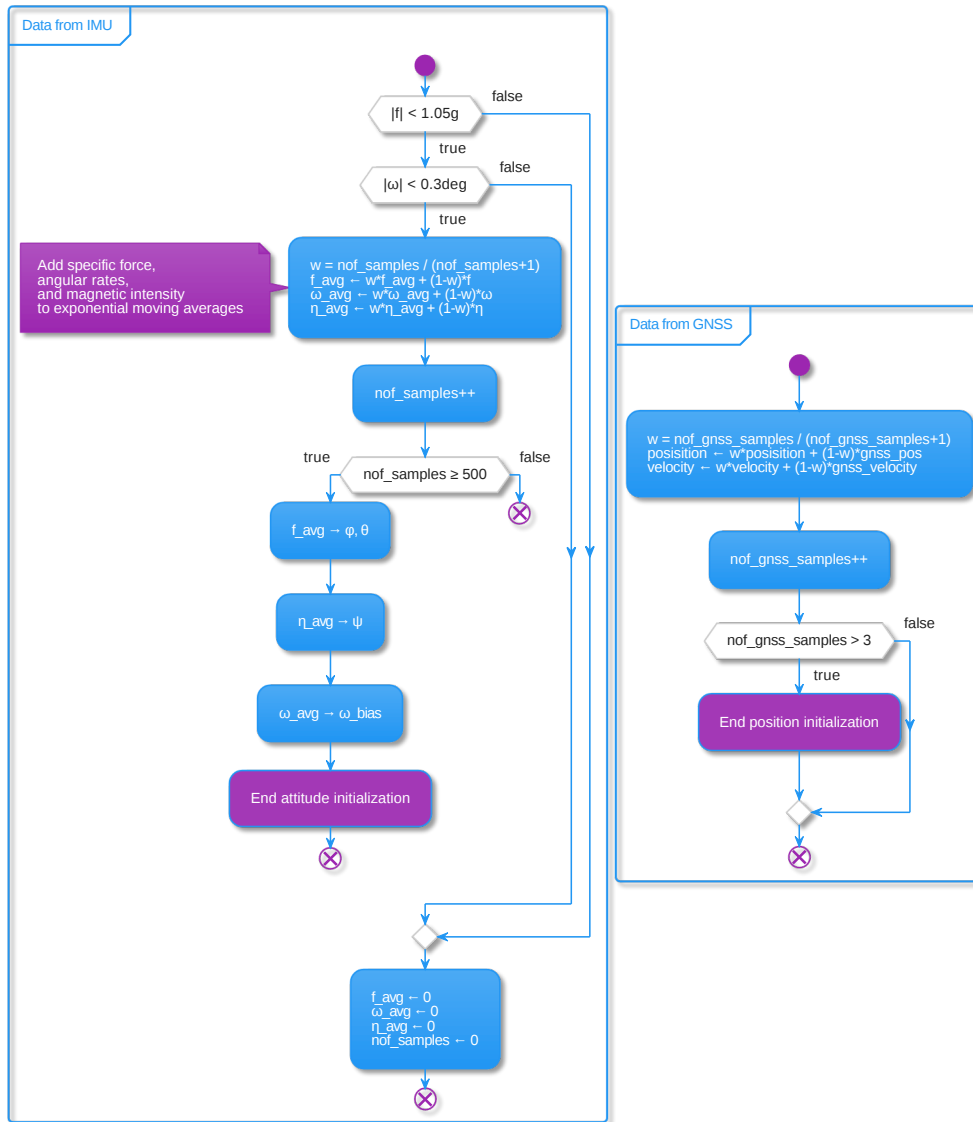 Data from IMU
|f| < 1.05g
false
true
|ω| < 0.3deg
false
true
Add specific force,
angular rates,
and magnetic intensity
to exponential moving averages
w = nof_samples / (nof_samples+1)
f_avg ← w*f_avg + (1-w)*f
ω_avg ← w*ω_avg + (1-w)*ω
η_avg ← w*η_avg + (1-w)*η
nof_samples++
true
nof_samples ≥ 500
false
f_avg → φ, θ
η_avg → ψ
ω_avg → ω_bias
End attitude initialization
f_avg ← 0
ω_avg ← 0
η_avg ← 0
nof_samples ← 0
Data from GNSS
w = nof_gnss_samples / (nof_gnss_samples+1)
posisition ← w*posisition + (1-w)*gnss_pos
velocity ← w*velocity + (1-w)*gnss_velocity
nof_gnss_samples++
nof_gnss_samples > 3
false
true
End position initialization